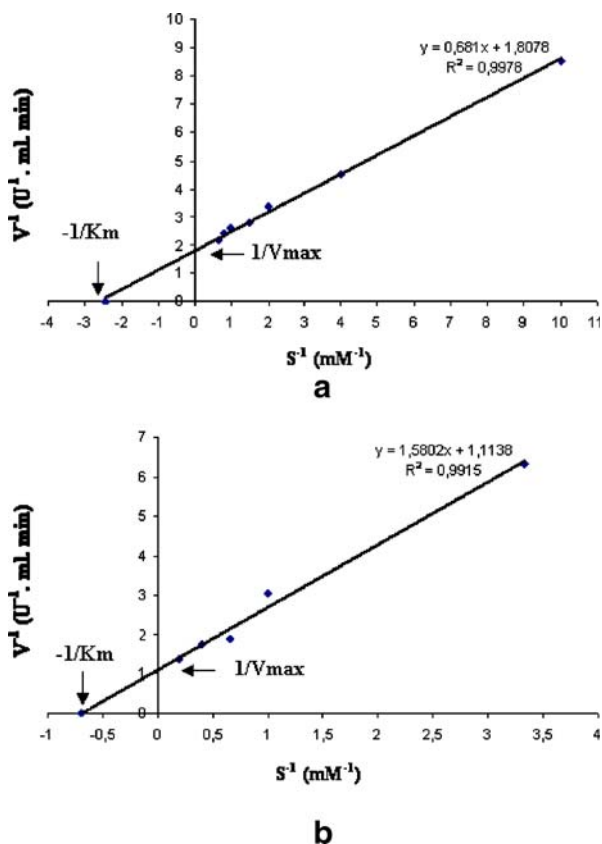 y = 0,681x + 1,8078
R² = 0,9978
10
9
8
7
6
5
4
3
2
1
0
V⁻¹ (U⁻¹. ml. min)
-1/Km
1/Vmax
-4 -3 -2 -1 0 1 2 3 4 5 6 7 8 9 10 11
S⁻¹ (mM⁻¹)
a
y = 1,5802x + 1,1138
R² = 0,9915
7
6
5
4
3
2
1
0
V⁻¹ (U⁻¹. ml. min)
-1/Km
1/Vmax
-1 -0,5 0 0,5 1 1,5 2 2,5 3 3,5 4
S⁻¹ (mM⁻¹)
b